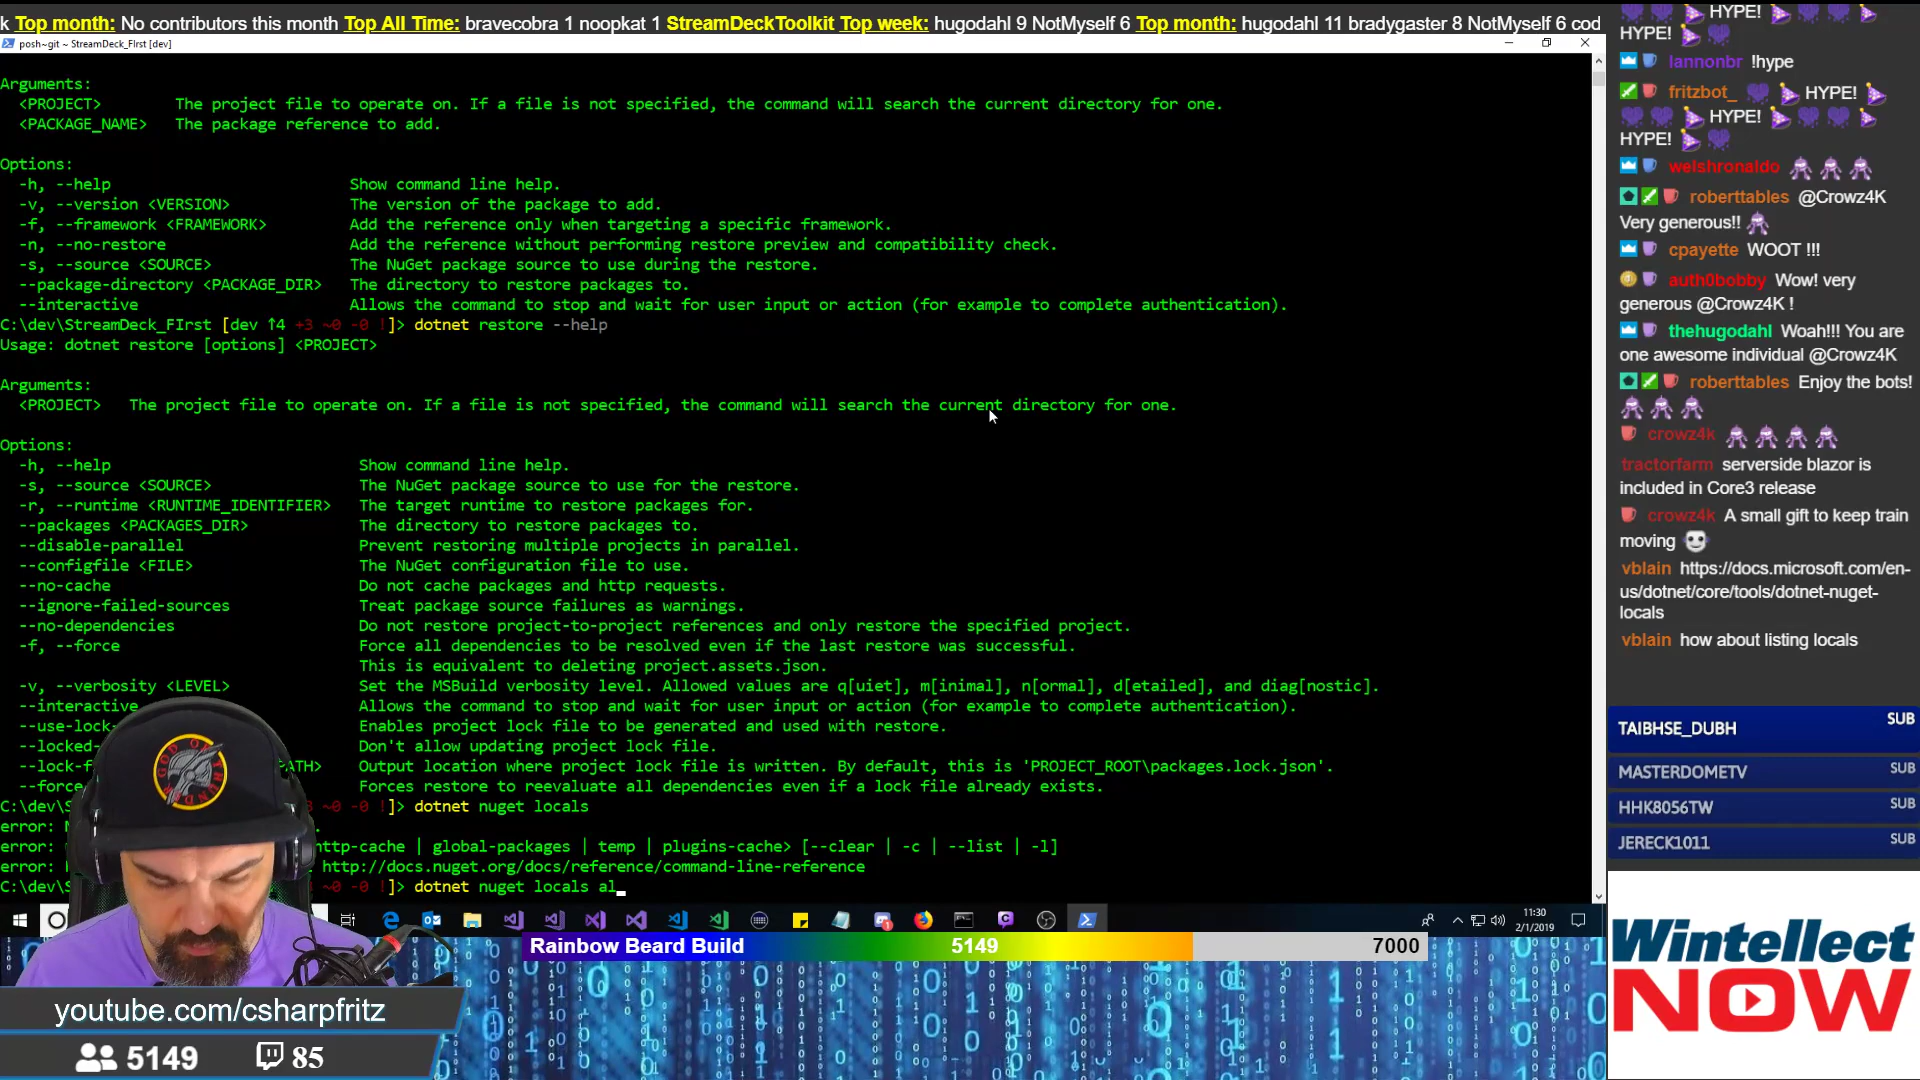 k Top month: No contributors this month Top All Time: bravecobra 1 noopkat 1 StreamDeckToolkit Top week: hugodahl 9 NotMyself 6 Top month: hugodahl 11 bradygaster 8 NotMyself 6 cod
posh~git ~ StreamDeck_FIrst [dev]
Arguments:
<PROJECT> The project file to operate on. If a file is not specified, the command will search the current directory for one.
<PACKAGE_NAME> The package reference to add.
Options:
-h, --help Show command line help.
-v, --version <VERSION> The version of the package to add.
-f, --framework <FRAMEWORK> Add the reference only when targeting a specific framework.
-n, --no-restore Add the reference without performing restore preview and compatibility check.
-s, --source <SOURCE> The NuGet package source to use during the restore.
--package-directory <PACKAGE_DIR> The directory to restore packages to.
--interactive Allows the command to stop and wait for user input or action (for example to complete authentication).
C:\dev\StreamDeck_FIrst [dev ↑4 +3 ~0 -0 !]> dotnet restore --help
Usage: dotnet restore [options] <PROJECT>
Arguments:
<PROJECT> The project file to operate on. If a file is not specified, the command will search the current directory for one.
Options:
-h, --help Show command line help.
-s, --source <SOURCE> The NuGet package source to use for the restore.
-r, --runtime <RUNTIME_IDENTIFIER> The target runtime to restore packages for.
--packages <PACKAGES_DIR> The directory to restore packages to.
--disable-parallel Prevent restoring multiple projects in parallel.
--configfile <FILE> The NuGet configuration file to use.
--no-cache Do not cache packages and http requests.
--ignore-failed-sources Treat package source failures as warnings.
--no-dependencies Do not restore project-to-project references and only restore the specified project.
-f, --force Force all dependencies to be resolved even if the last restore was successful.
This is equivalent to deleting project.assets.json.
-v, --verbosity <LEVEL> Set the MSBuild verbosity level. Allowed values are q[uiet], m[inimal], n[ormal], d[etailed], and diag[nostic].
--interactive Allows the command to stop and wait for user input or action (for example to complete authentication).
--use-lock- Enables project lock file to be generated and used with restore.
--locked- Don't allow updating project lock file.
--lock-f ATH> Output location where project lock file is written. By default, this is 'PROJECT_ROOT\packages.lock.json'.
--force Forces restore to reevaluate all dependencies even if a lock file already exists.
C:\dev\S 3 ~0 -0 !]> dotnet nuget locals
error:
error: ttp-cache | global-packages | temp | plugins-cache> [--clear | -c | --list | -l]
error: http://docs.nuget.org/docs/reference/command-line-reference
C:\dev\S 3 ~0 -0 !]> dotnet nuget locals al_
11:30
2/1/2019
Rainbow Beard Build 5149 7000
youtube.com/csharpfritz
5149 85
GOD OF THUNDER
HYPE!
HYPE!
lannonbr !hype
fritzbot_ HYPE!
HYPE!
HYPE!
welshronaldo
roberttables @Crowz4K
Very generous!!
cpayette WOOT !!!
auth0bobby Wow! very
generous @Crowz4K !
thehugodahl Woah!!! You are
one awesome individual @Crowz4K
roberttables Enjoy the bots!
crowz4k
tractorfarm serverside blazor is
included in Core3 release
crowz4k A small gift to keep train
moving
vblain https://docs.microsoft.com/en-
us/dotnet/core/tools/dotnet-nuget-
locals
vblain how about listing locals
TAIBHSE_DUBH SUB
MASTERDOMETV SUB
HHK8056TW SUB
JERECK1011 SUB
Wintellect
NOW